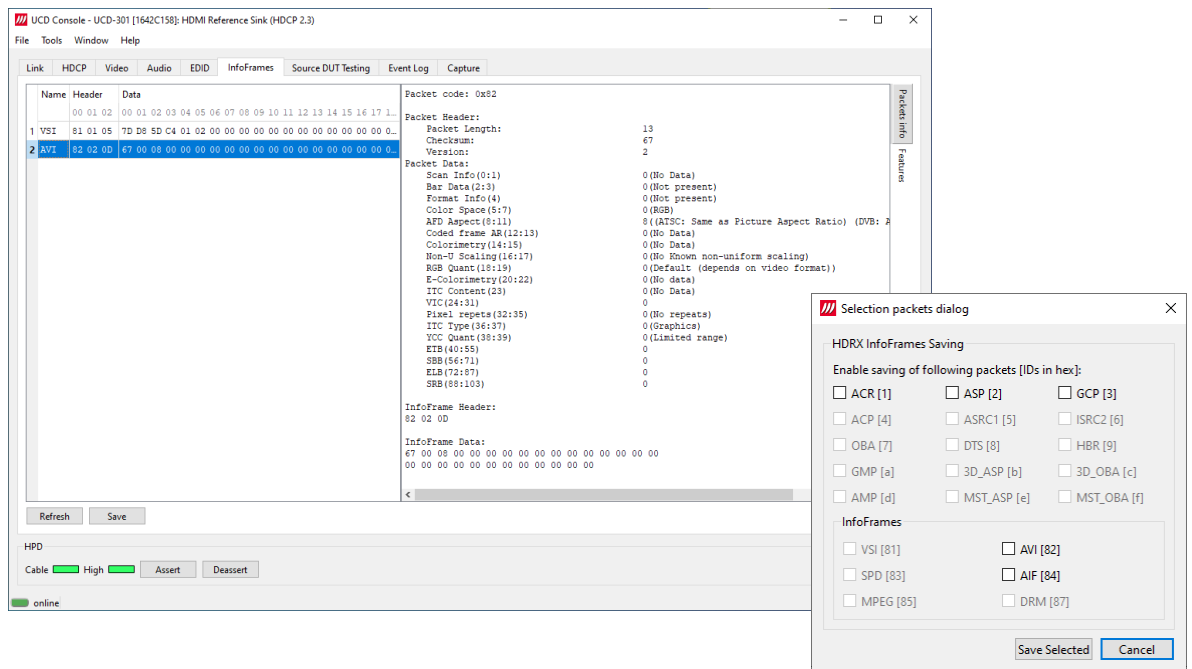 UCD Console - UCD-301 [1642C158]: HDMI Reference Sink (HDCP 2.3)
File Tools Window Help
Link HDCP Video Audio EDID InfoFrames Source DUT Testing Event Log Capture
Name Header Data
00 01 02 00 01 02 03 04 05 06 07 08 09 10 11 12 13 14 15 16 17 1...
1 VSI 81 01 05 7D D8 5D C4 01 02 00 00 00 00 00 00 00 00 00 00 00 00 0...
2 AVI 82 02 0D 67 00 08 00 00 00 00 00 00 00 00 00 00 00 00 00 00 00 0...
Packet code: 0x82
Packet Header:
Packet Length: 13
Checksum: 67
Version: 2
Packet Data:
Scan Info(0:1) 0(No Data)
Bar Data(2:3) 0(Not present)
Format Info(4) 0(Not present)
Color Space(5:7) 0(RGB)
AFD Aspect(8:11) 8((ATSC: Same as Picture Aspect Ratio) (DVB: A
Coded frame AR(12:13) 0(No Data)
Colorimetry(14:15) 0(No Data)
Non-U Scaling(16:17) 0(No Known non-uniform scaling)
RGB Quant(18:19) 0(Default (depends on video format))
E-Colorimetry(20:22) 0(No data)
ITC Content(23) 0(No Data)
VIC(24:31) 0
Pixel repets(32:35) 0(No repeats)
ITC Type(36:37) 0(Graphics)
YCC Quant(38:39) 0(Limited range)
ETB(40:55) 0
SBB(56:71) 0
ELB(72:87) 0
SRB(88:103) 0
InfoFrame Header:
82 02 0D
InfoFrame Data:
67 00 08 00 00 00 00 00 00 00 00 00 00 00 00 00
00 00 00 00 00 00 00 00 00 00 00 00
Packets info
Features
Refresh Save
HPD
Cable High Assert Deassert
online
Selection packets dialog
HDRX InfoFrames Saving
Enable saving of following packets [IDs in hex]:
ACR [1] ASP [2] GCP [3]
ACP [4] ASRC1 [5] ISRC2 [6]
OBA [7] DTS [8] HBR [9]
GMP [a] 3D_ASP [b] 3D_OBA [c]
AMP [d] MST_ASP [e] MST_OBA [f]
InfoFrames
VSI [81] AVI [82]
SPD [83] AIF [84]
MPEG [85] DRM [87]
Save Selected Cancel